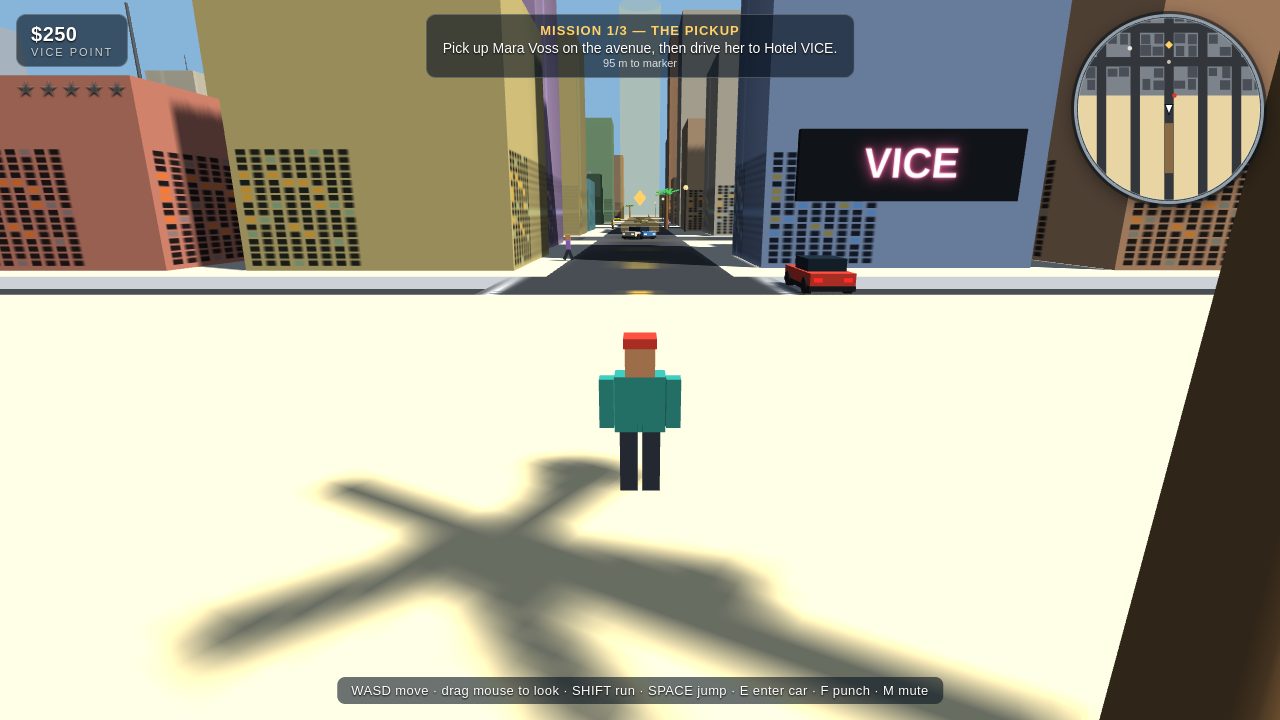 $250
VICE POINT
★★★★★
MISSION 1/3 — THE PICKUP
Pick up Mara Voss on the avenue, then drive her to Hotel VICE.
95 m to marker
VICE
WASD move · drag mouse to look · SHIFT run · SPACE jump · E enter car · F punch · M mute